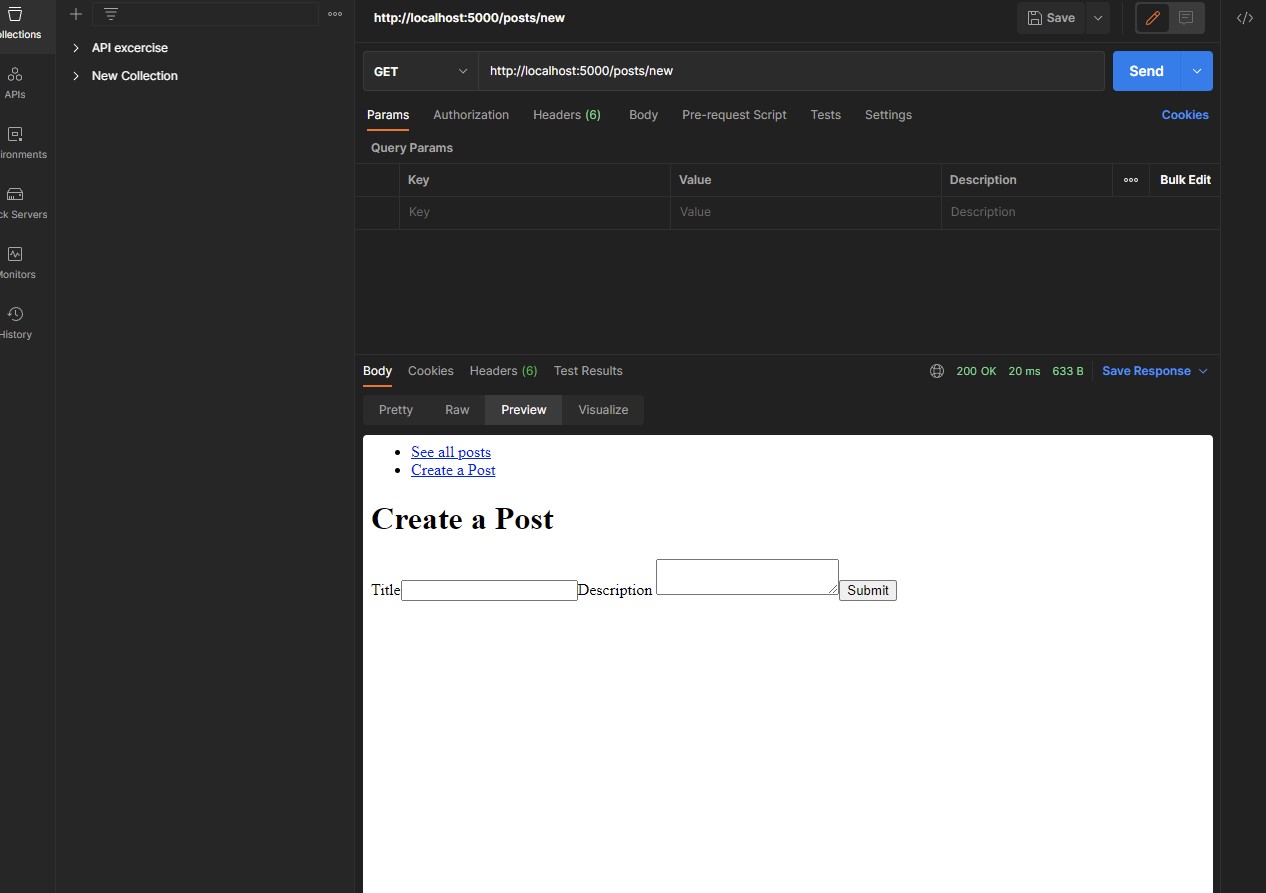 http://localhost:5000/posts/new
Save
llections
API excercise
New Collection
APIs
ironments
ck Servers
Monitors
History
GET
http://localhost:5000/posts/new
Send
Params Authorization Headers (6) Body Pre-request Script Tests Settings Cookies
Query Params
Key Value Description Bulk Edit
Key Value Description
Body Cookies Headers (6) Test Results 200 OK 20 ms 633 B Save Response
Pretty Raw Preview Visualize
See all posts
Create a Post
Create a Post
Title Description Submit